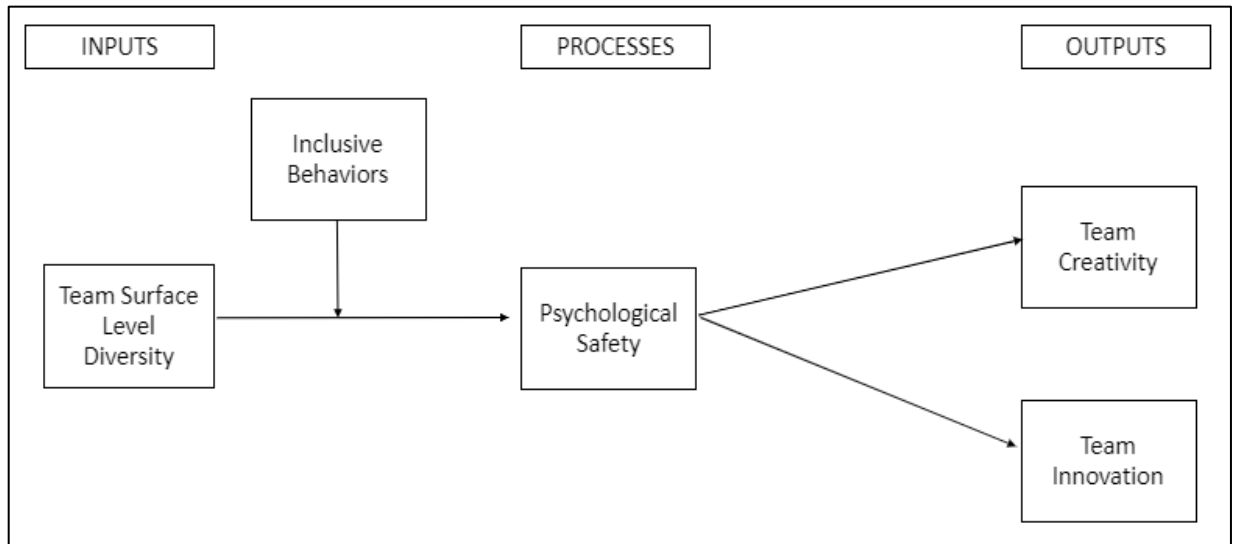 INPUTS
PROCESSES
OUTPUTS
Inclusive
Behaviors
Team Surface
Level
Diversity
Psychological
Safety
Team
Creativity
Team
Innovation